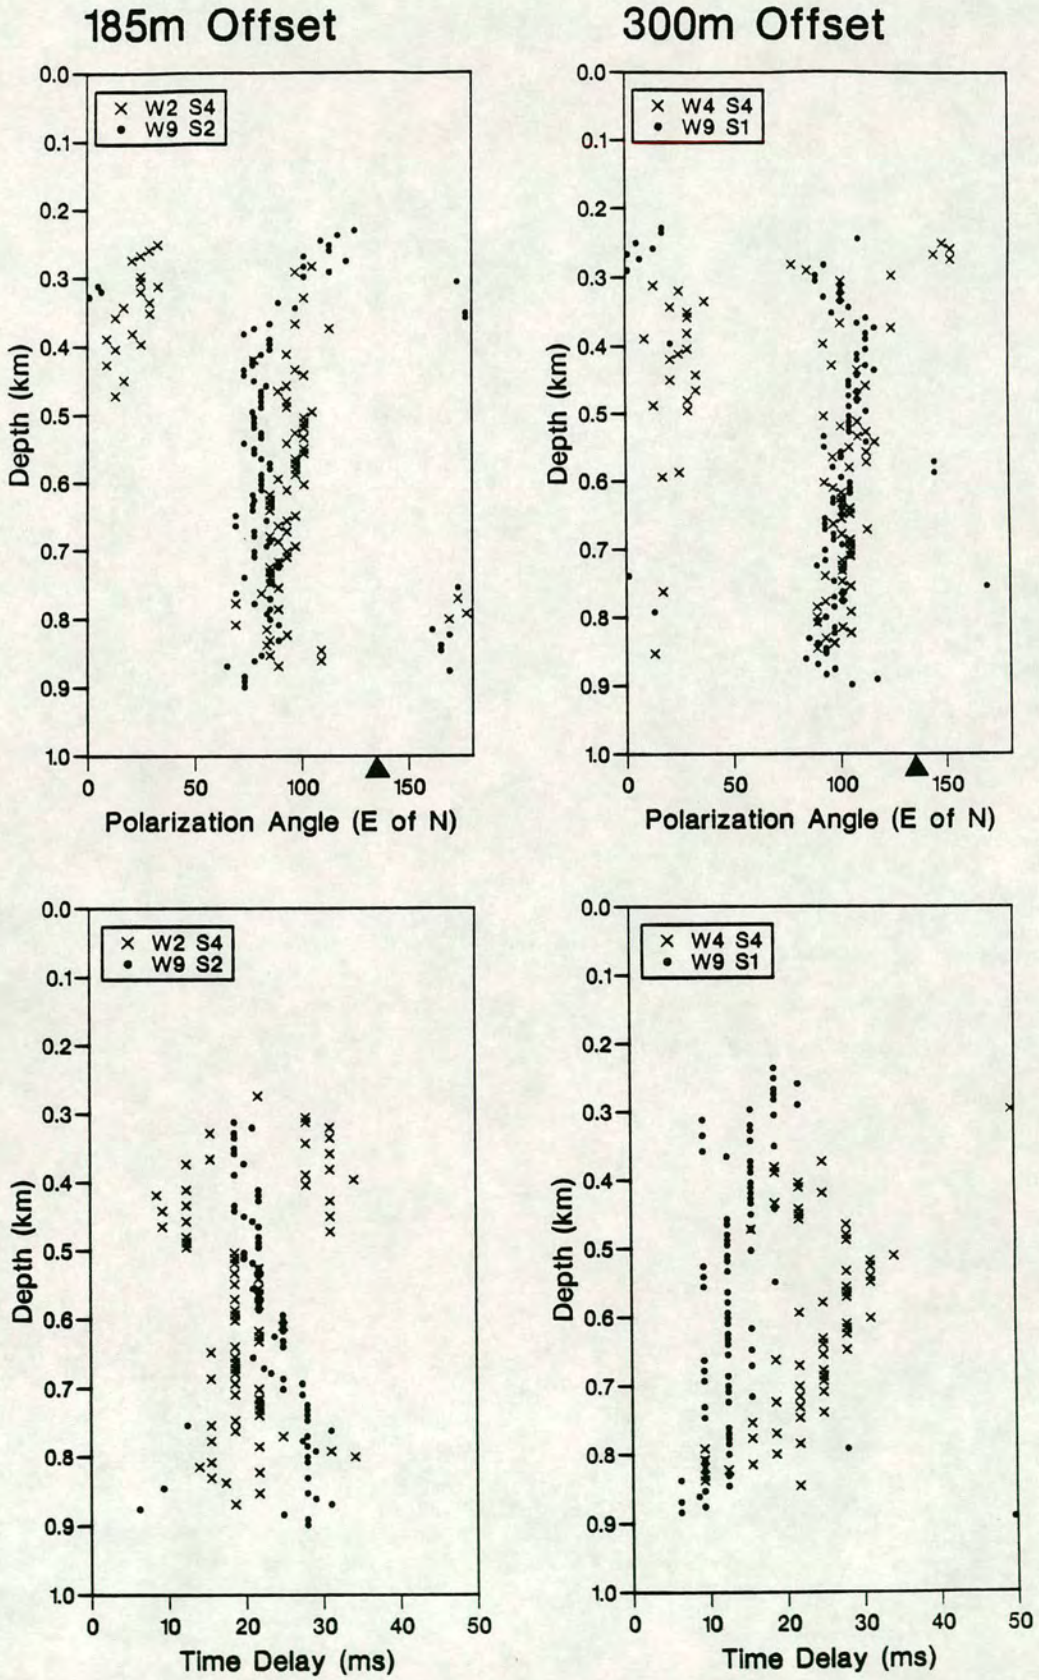 185m Offset
300m Offset
0.0
0.1
0.2
0.3
0.4
0.5
0.6
0.7
0.8
0.9
1.0
Depth (km)
× W2 S4
• W9 S2
0 50 100 150
Polarization Angle (E of N)
0.0
0.1
0.2
0.3
0.4
0.5
0.6
0.7
0.8
0.9
1.0
Depth (km)
× W4 S4
• W9 S1
0 50 100 150
Polarization Angle (E of N)
0.0
0.1
0.2
0.3
0.4
0.5
0.6
0.7
0.8
0.9
1.0
Depth (km)
× W2 S4
• W9 S2
0 10 20 30 40 50
Time Delay (ms)
0.0
0.1
0.2
0.3
0.4
0.5
0.6
0.7
0.8
0.9
1.0
Depth (km)
× W4 S4
• W9 S1
0 10 20 30 40 50
Time Delay (ms)